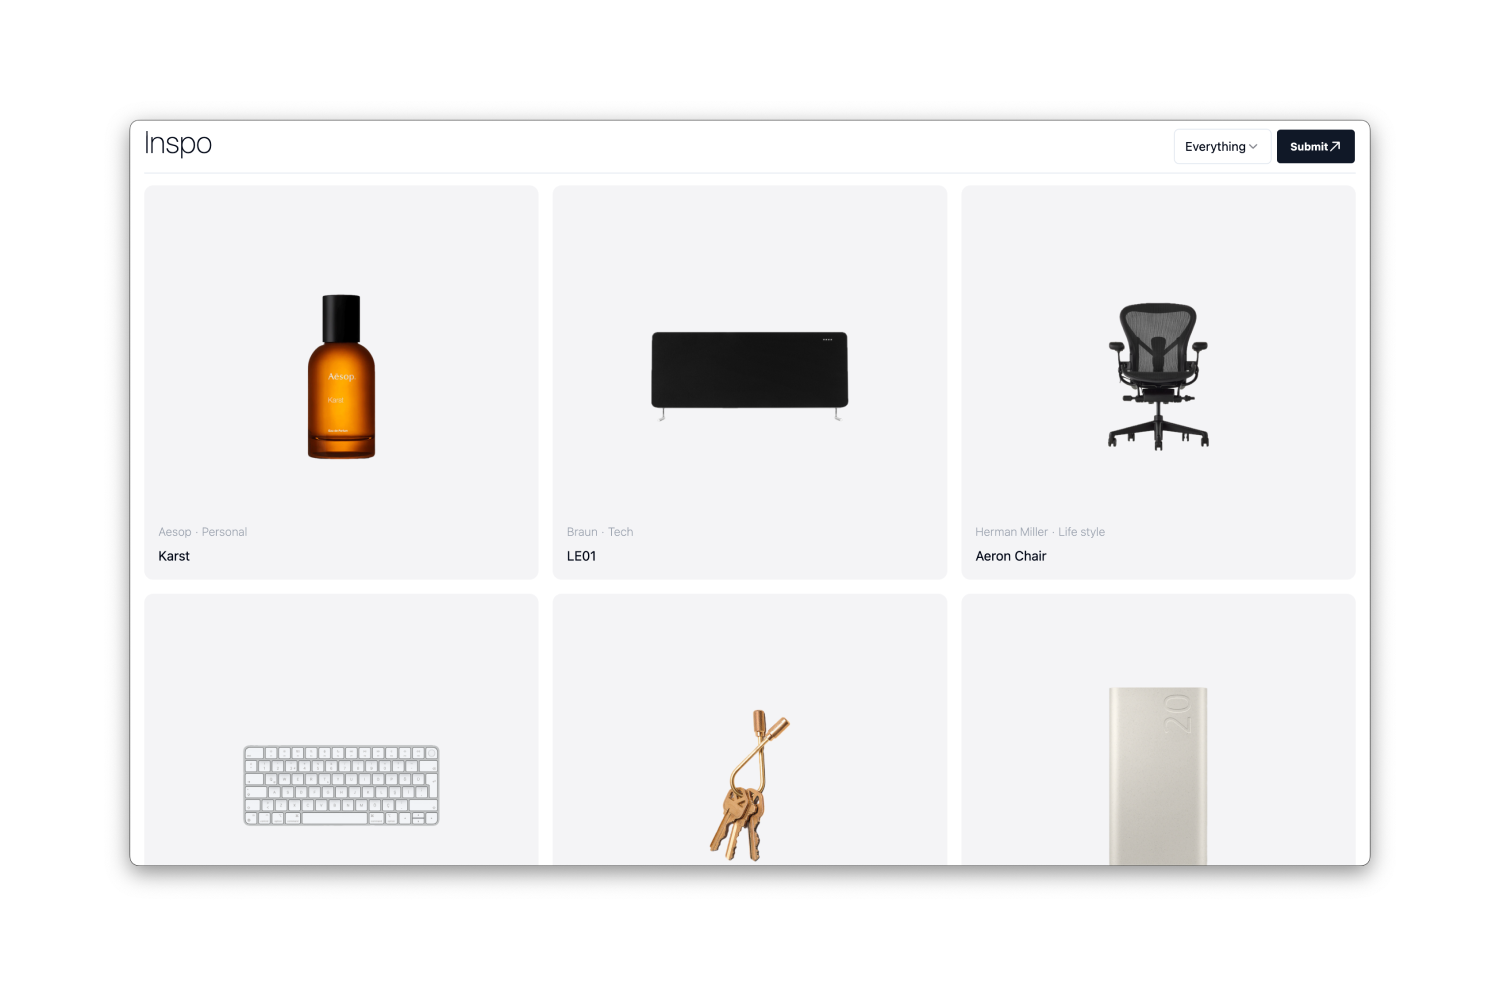 Inspo
Everything
Submit
Aesop.
Karst
Aesop · Personal
Karst
Braun · Tech
LE01
Herman Miller · Life style
Aeron Chair
20